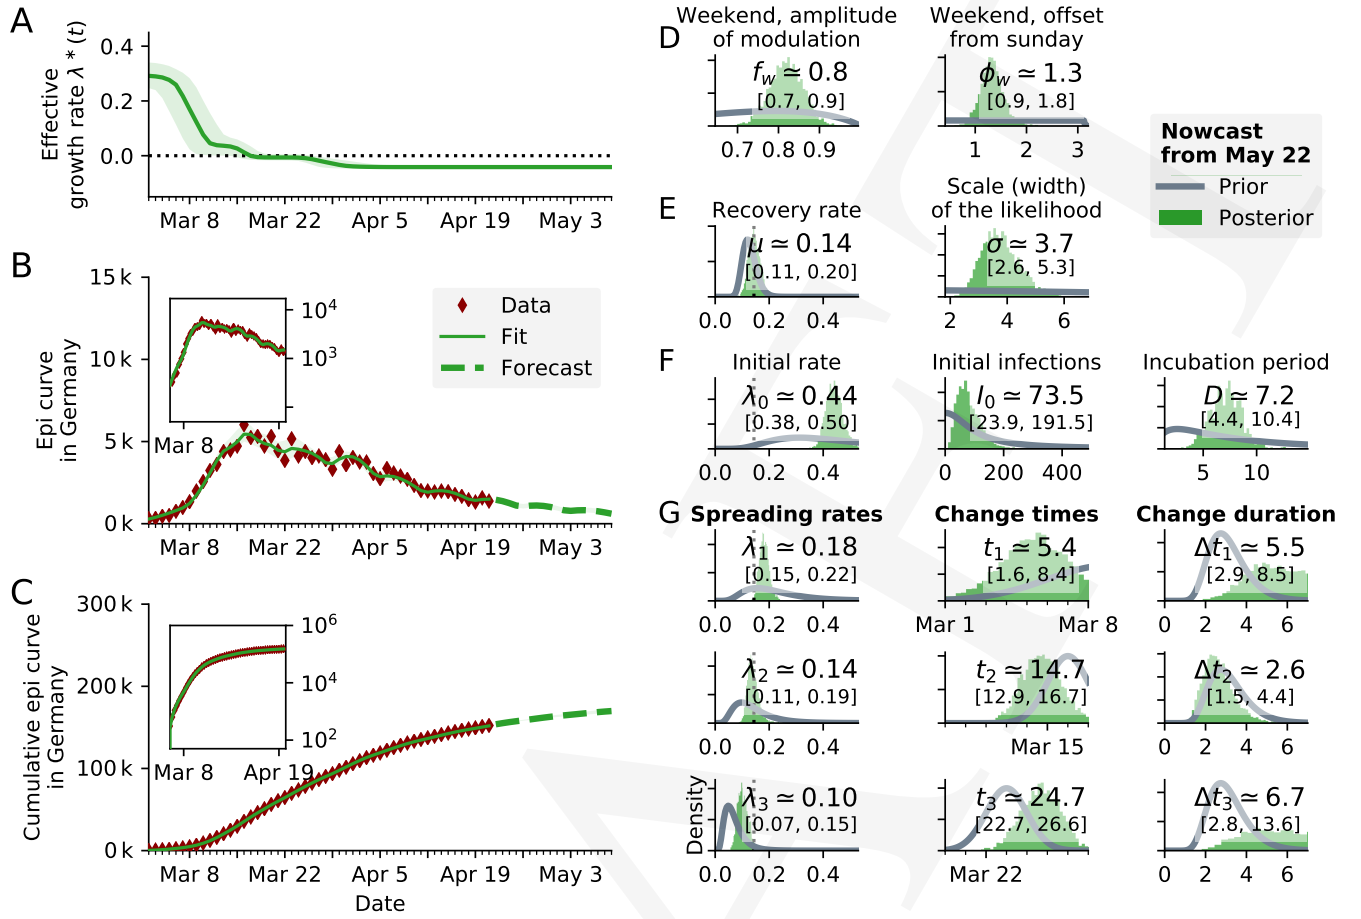 A
Effective
growth rate λ*(t)
0.4
0.2
0.0
Mar 8 Mar 22 Apr 5 Apr 19 May 3
B
Epi curve
in Germany
15 k
10 k
5 k
0 k
10⁴
10³
Mar 8
Data
Fit
Forecast
Mar 8 Mar 22 Apr 5 Apr 19 May 3
C
Cumulative epi curve
in Germany
300 k
200 k
100 k
0 k
10⁶
10⁴
10²
Mar 8 Apr 19
Mar 8 Mar 22 Apr 5 Apr 19 May 3
Date
D
Weekend, amplitude
of modulation
f_w ≃ 0.8
[0.7, 0.9]
0.7 0.8 0.9
Weekend, offset
from sunday
ϕ_w ≃ 1.3
[0.9, 1.8]
1 2 3
Nowcast
from May 22
Prior
Posterior
E
Recovery rate
μ ≃ 0.14
[0.11, 0.20]
0.0 0.2 0.4
Scale (width)
of the likelihood
σ ≃ 3.7
[2.6, 5.3]
2 4 6
F
Initial rate
λ₀ ≃ 0.44
[0.38, 0.50]
0.0 0.2 0.4
Initial infections
I₀ ≃ 73.5
[23.9, 191.5]
0 200 400
Incubation period
D ≃ 7.2
[4.4, 10.4]
5 10
G
Spreading rates
λ₁ ≃ 0.18
[0.15, 0.22]
0.0 0.2 0.4
Change times
t₁ ≃ 5.4
[1.6, 8.4]
Mar 1 Mar 8
Change duration
Δt₁ ≃ 5.5
[2.9, 8.5]
0 2 4 6
λ₂ ≃ 0.14
[0.11, 0.19]
0.0 0.2 0.4
t₂ ≃ 14.7
[12.9, 16.7]
Mar 15
Δt₂ ≃ 2.6
[1.5, 4.4]
0 2 4 6
Density
λ₃ ≃ 0.10
[0.07, 0.15]
0.0 0.2 0.4
t₃ ≃ 24.7
[22.7, 26.6]
Mar 22
Δt₃ ≃ 6.7
[2.8, 13.6]
0 2 4 6